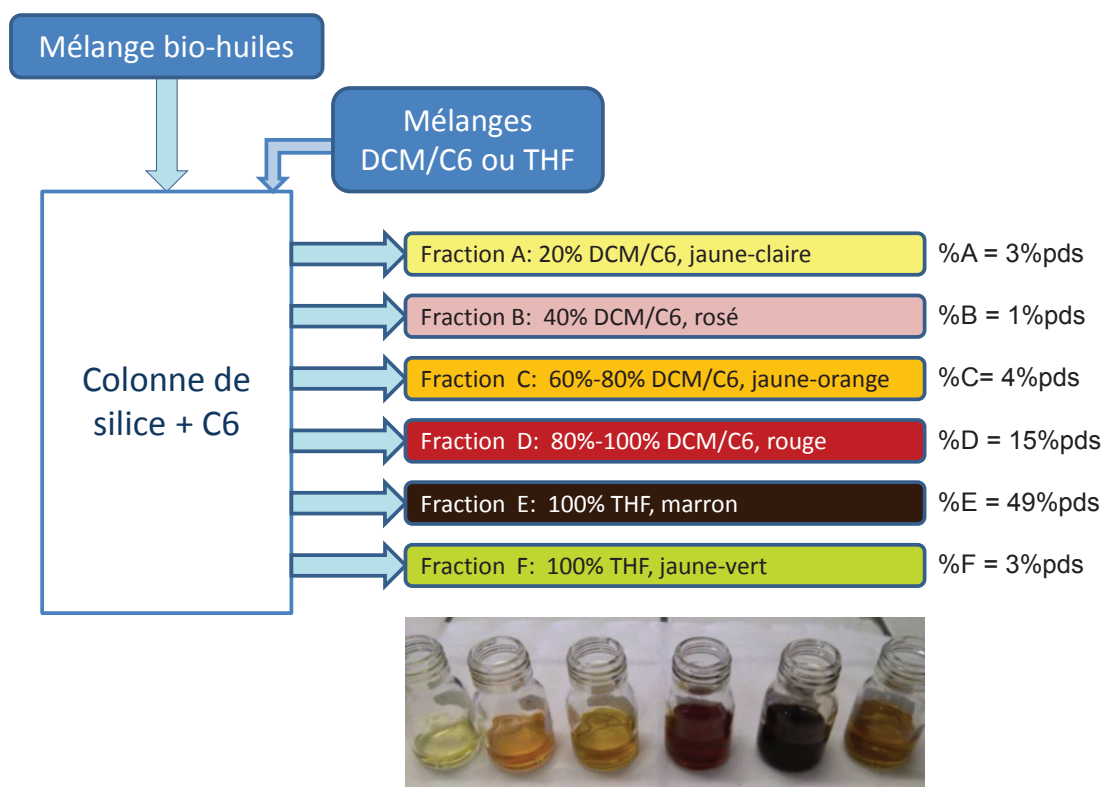 Mélange bio-huiles
Mélanges
DCM/C6 ou THF
Colonne de
silice + C6
Fraction A: 20% DCM/C6, jaune-claire
%A = 3%pds
Fraction B:  40% DCM/C6, rosé
%B = 1%pds
Fraction  C:  60%-80% DCM/C6, jaune-orange
%C= 4%pds
Fraction  D:  80%-100% DCM/C6, rouge
%D = 15%pds
Fraction  E:  100% THF, marron
%E = 49%pds
Fraction  F:  100% THF, jaune-vert
%F = 3%pds